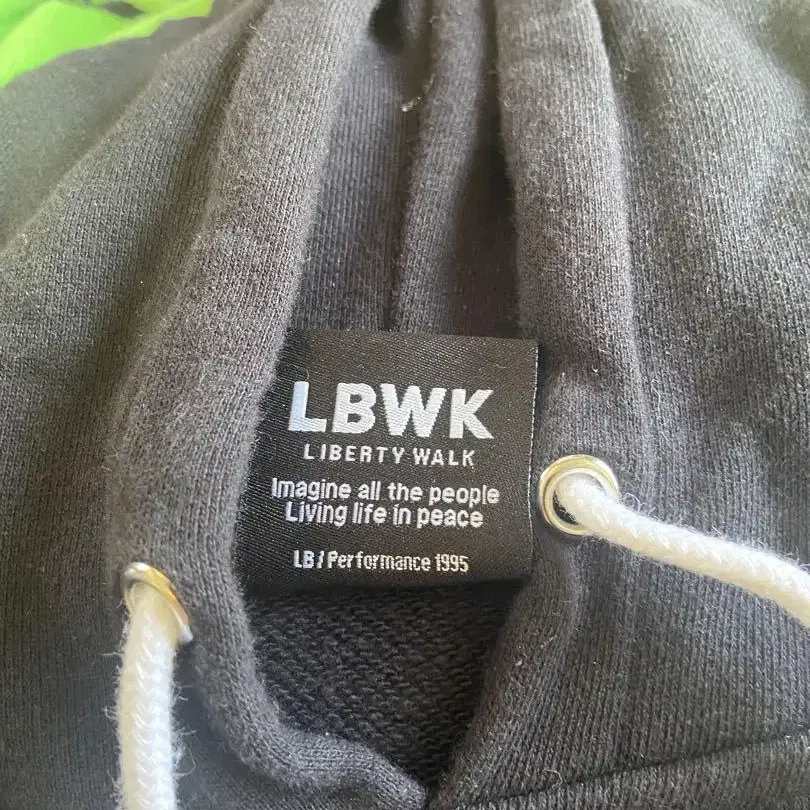 LBWK
LIBERTY WALK
Imagine all the people
Living life in peace
LB/Performance 1995